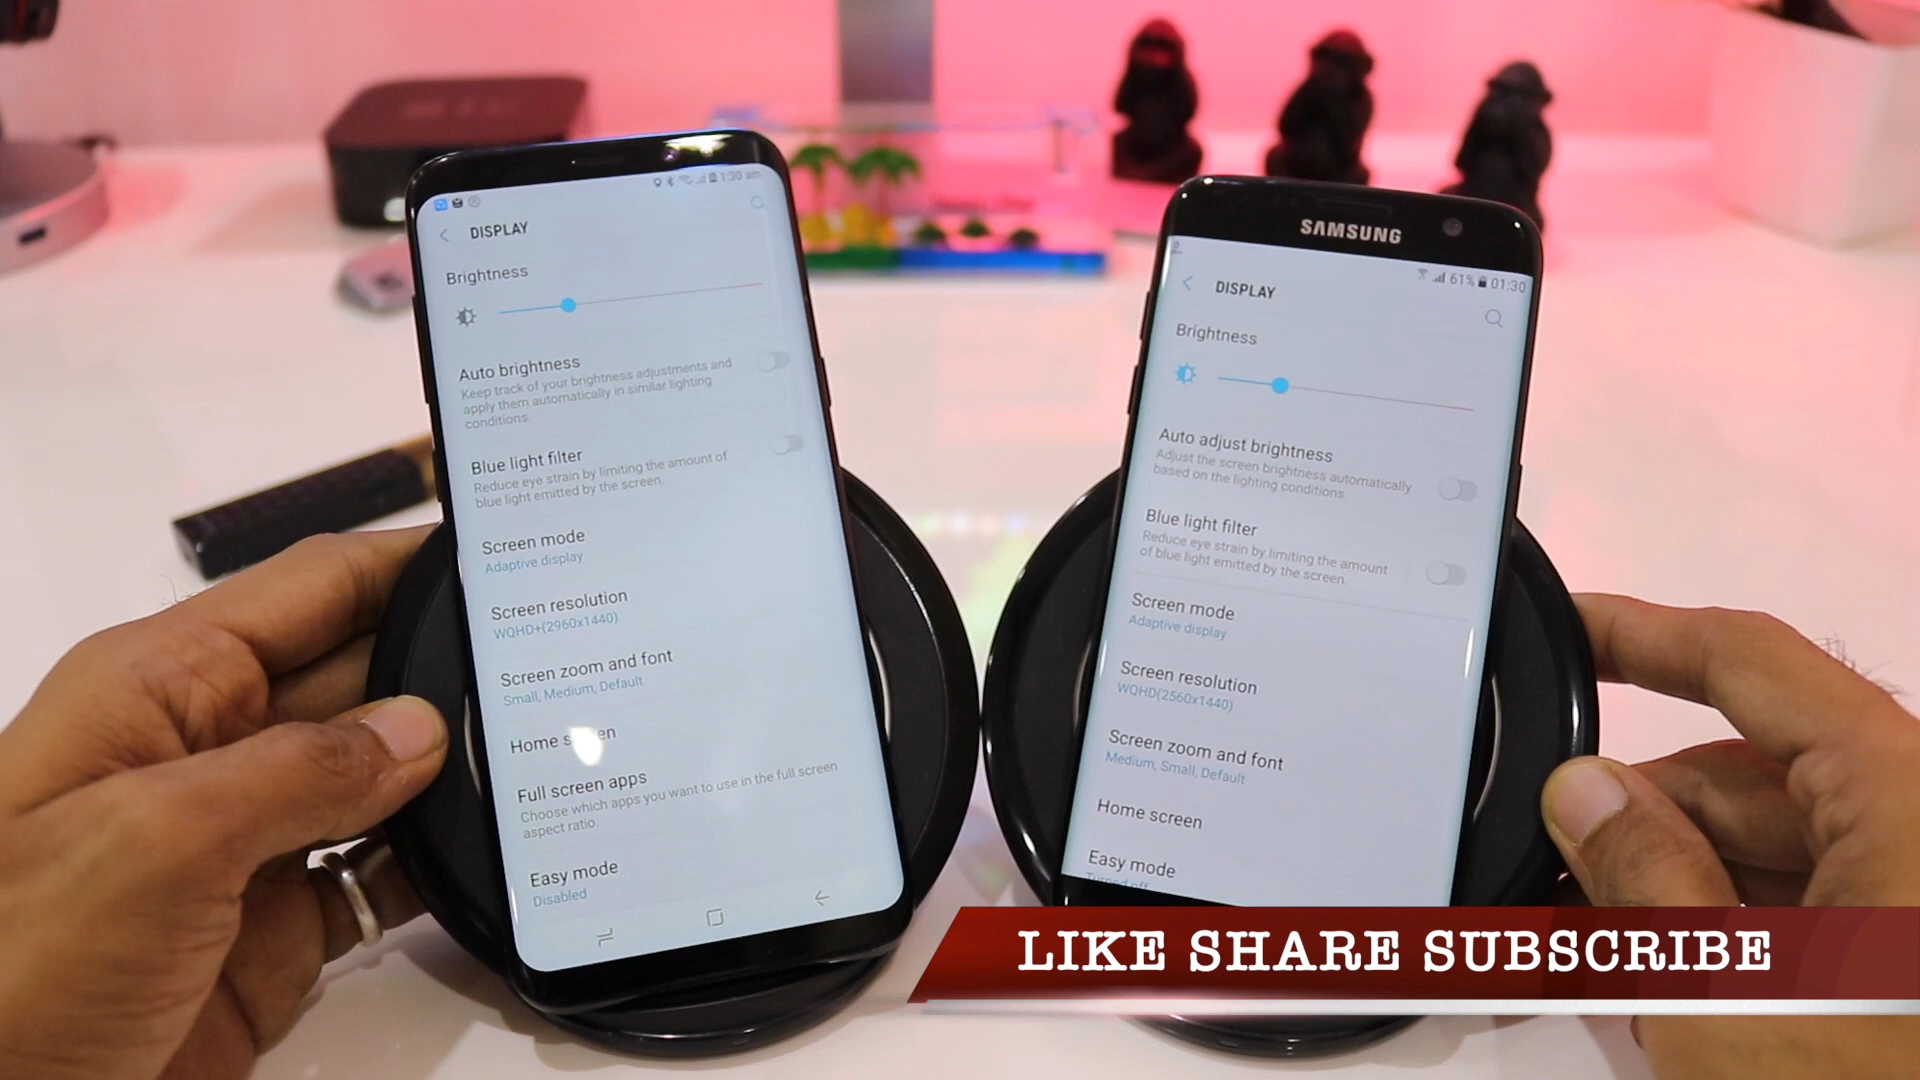 1:30 am
DISPLAY
Brightness
Auto brightness
Keep track of your brightness adjustments and
apply them automatically in similar lighting
conditions.
Blue light filter
Reduce eye strain by limiting the amount of
blue light emitted by the screen.
Screen mode
Adaptive display
Screen resolution
WQHD+(2960x1440)
Screen zoom and font
Small, Medium, Default
Home s en
Full screen apps
Choose which apps you want to use in the full screen
aspect ratio.
Easy mode
Disabled
SAMSUNG
61% 01:30
DISPLAY
Brightness
Auto adjust brightness
Adjust the screen brightness automatically
based on the lighting conditions.
Blue light filter
Reduce eye strain by limiting the amount
of blue light emitted by the screen.
Screen mode
Adaptive display
Screen resolution
WQHD(2560x1440)
Screen zoom and font
Medium, Small, Default
Home screen
Easy mode
Turned off
LIKE SHARE SUBSCRIBE